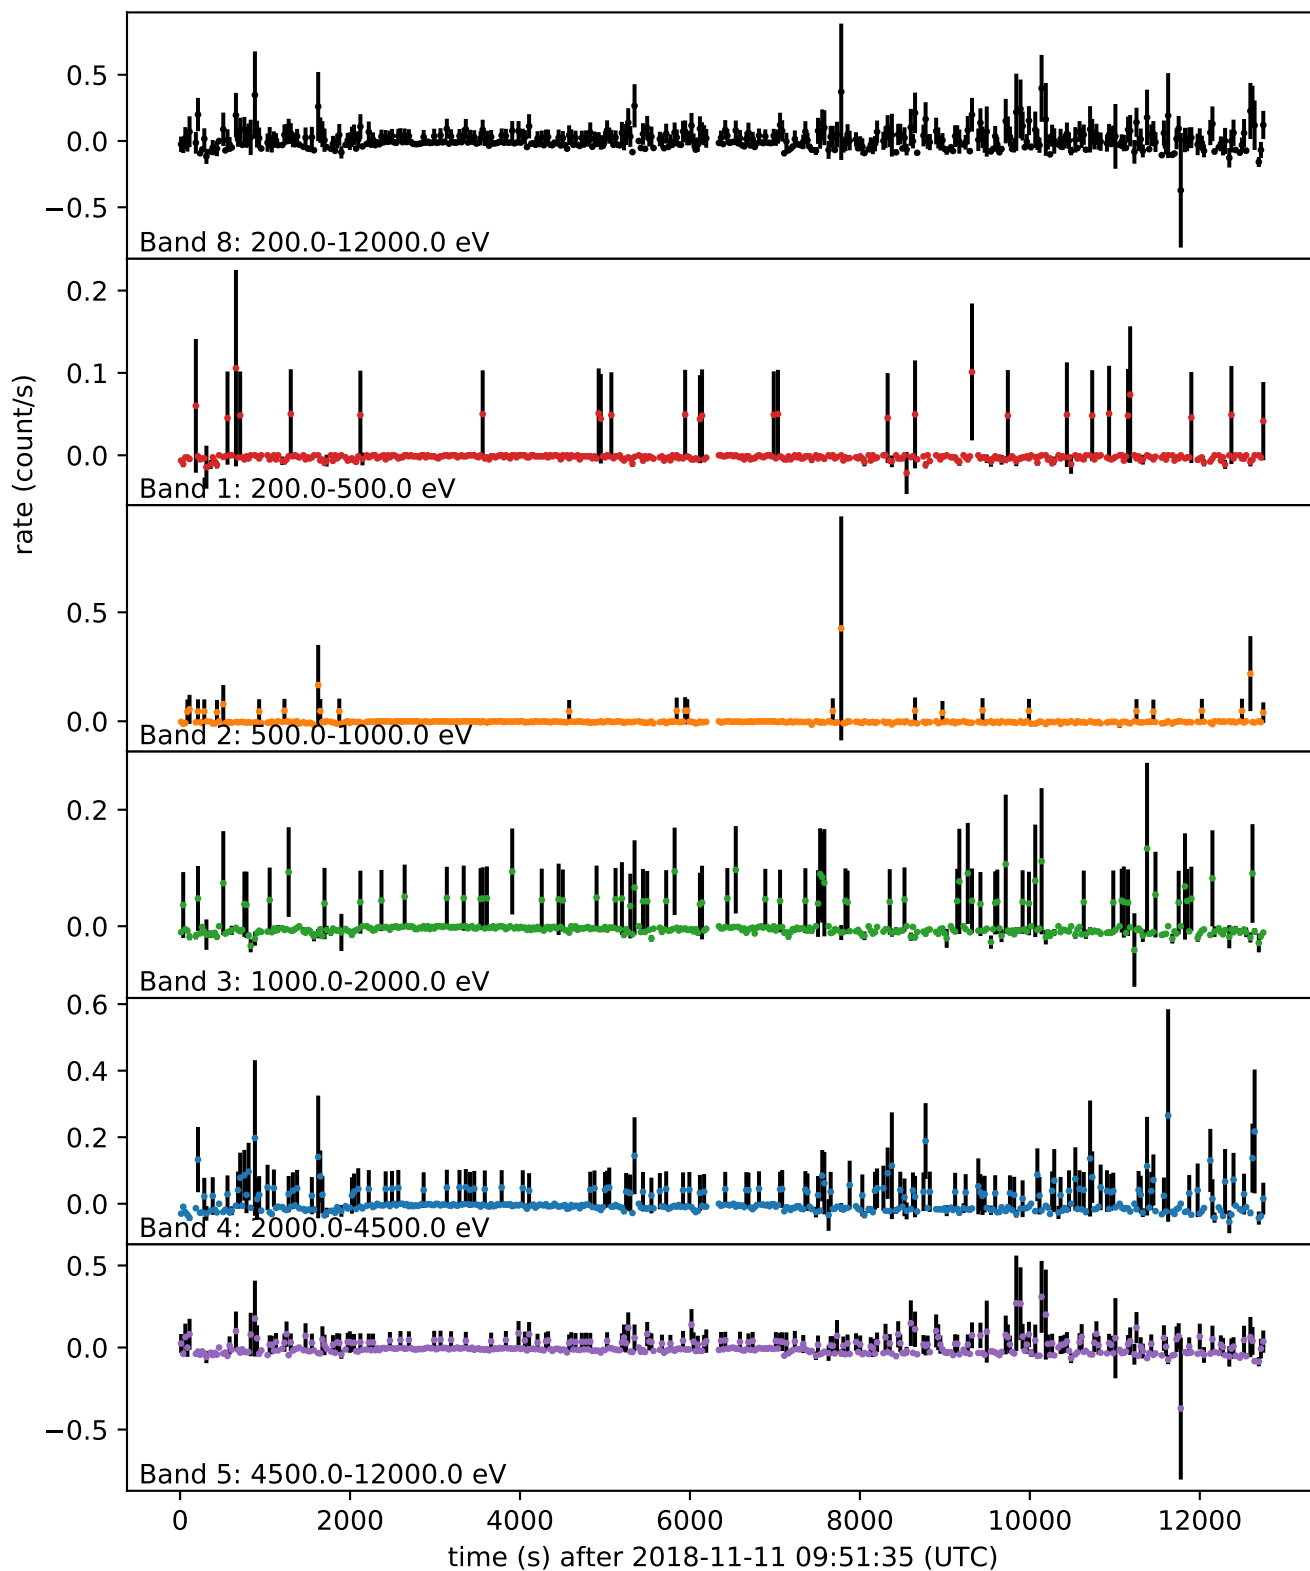 0.5
0.0
−0.5
Band 8: 200.0-12000.0 eV
0.2
0.1
0.0
Band 1: 200.0-500.0 eV
rate (count/s)
0.5
0.0
Band 2: 500.0-1000.0 eV
0.2
0.0
Band 3: 1000.0-2000.0 eV
0.6
0.4
0.2
0.0
Band 4: 2000.0-4500.0 eV
0.5
0.0
−0.5
Band 5: 4500.0-12000.0 eV
0 2000 4000 6000 8000 10000 12000
time (s) after 2018-11-11 09:51:35 (UTC)